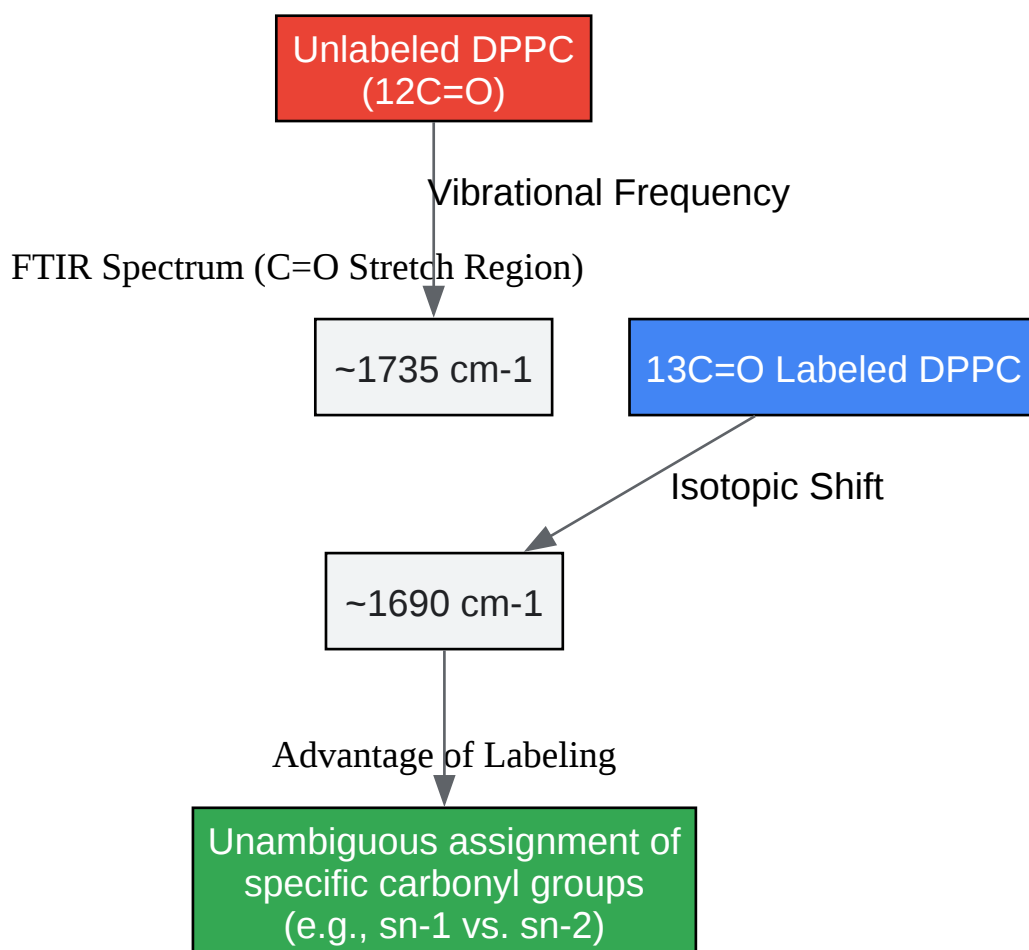 Unlabeled DPPC
(12C=O)
Vibrational Frequency
FTIR Spectrum (C=O Stretch Region)
~1735 cm-1
13C=O Labeled DPPC
Isotopic Shift
~1690 cm-1
Advantage of Labeling
Unambiguous assignment of
specific carbonyl groups
(e.g., sn-1 vs. sn-2)